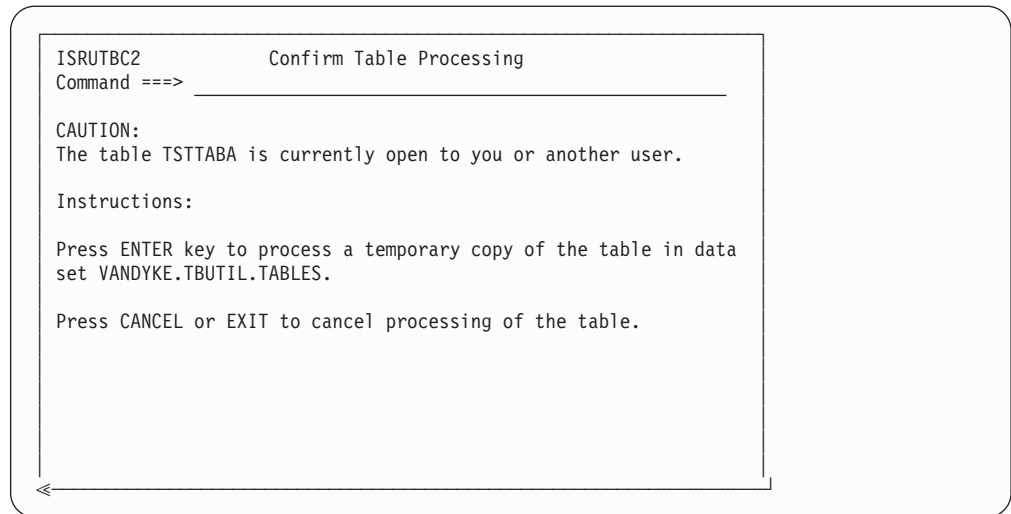 ISRUTBC2 Confirm Table Processing
Command ===>
CAUTION:
The table TSTTABA is currently open to you or another user.
Instructions:
Press ENTER key to process a temporary copy of the table in data
set VANDYKE.TBUTIL.TABLES.
Press CANCEL or EXIT to cancel processing of the table.